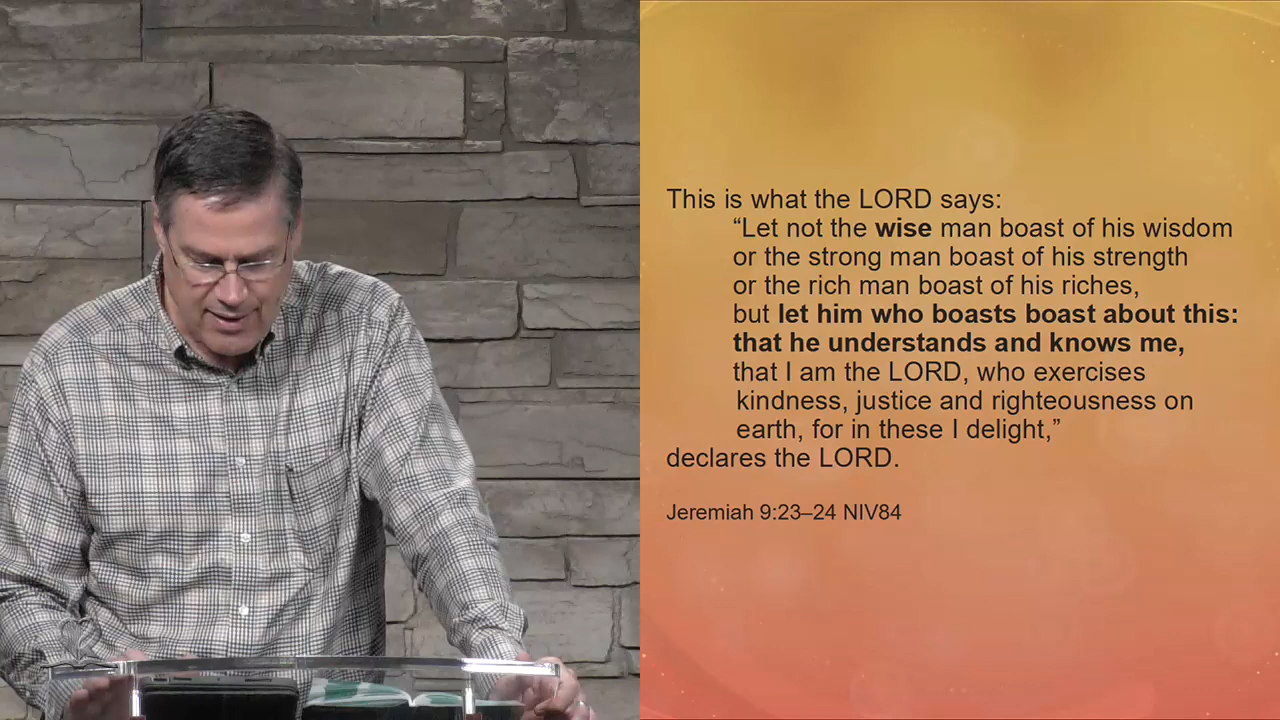 This is what the LORD says:
“Let not the wise man boast of his wisdom
or the strong man boast of his strength
or the rich man boast of his riches,
but let him who boasts boast about this:
that he understands and knows me,
that I am the LORD, who exercises
kindness, justice and righteousness on
earth, for in these I delight,”
declares the LORD.
Jeremiah 9:23–24 NIV84